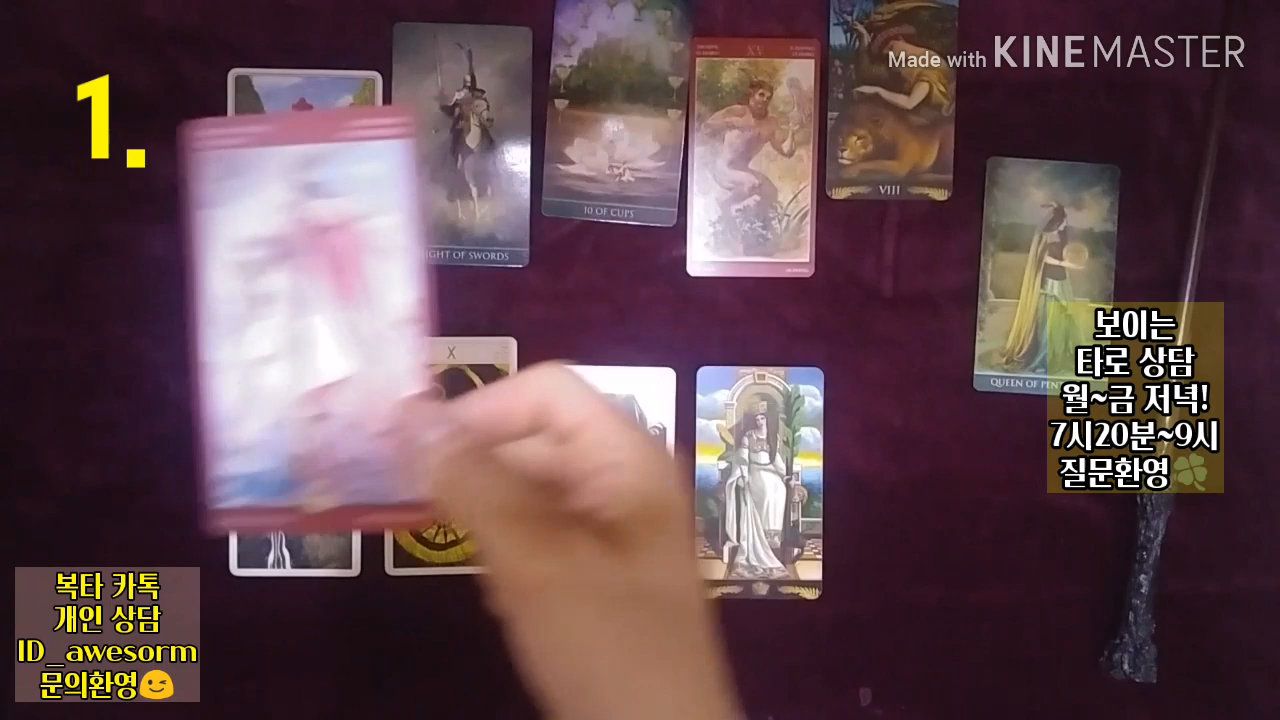 1.
Made with KINEMASTER
10 OF CUPS
XV
VIII
OF SWORDS
X
QUEEN OF
보이는
타로 상담
월~금 저녁!
7시20분~9시
질문환영🍀
복타 카톡
개인 상담
ID_awesorm
문의환영😉